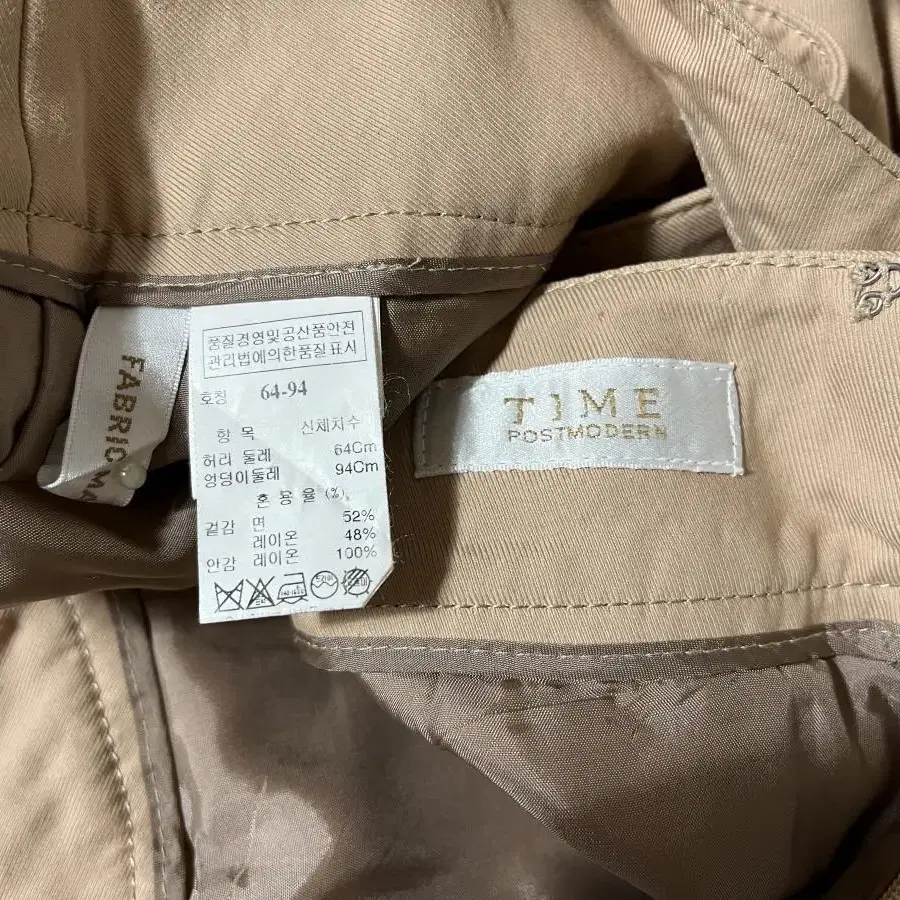 품질경영및공산품안전
관리법에의한품질표시
호칭 64-94
항 목 신체치수
허리 둘레 64Cm
엉덩이둘레 94Cm
혼 용 율 (%)
겉감 면 52%
레이온 48%
안감 레이온 100%
FABRIC MA
TIME
POSTMODERN